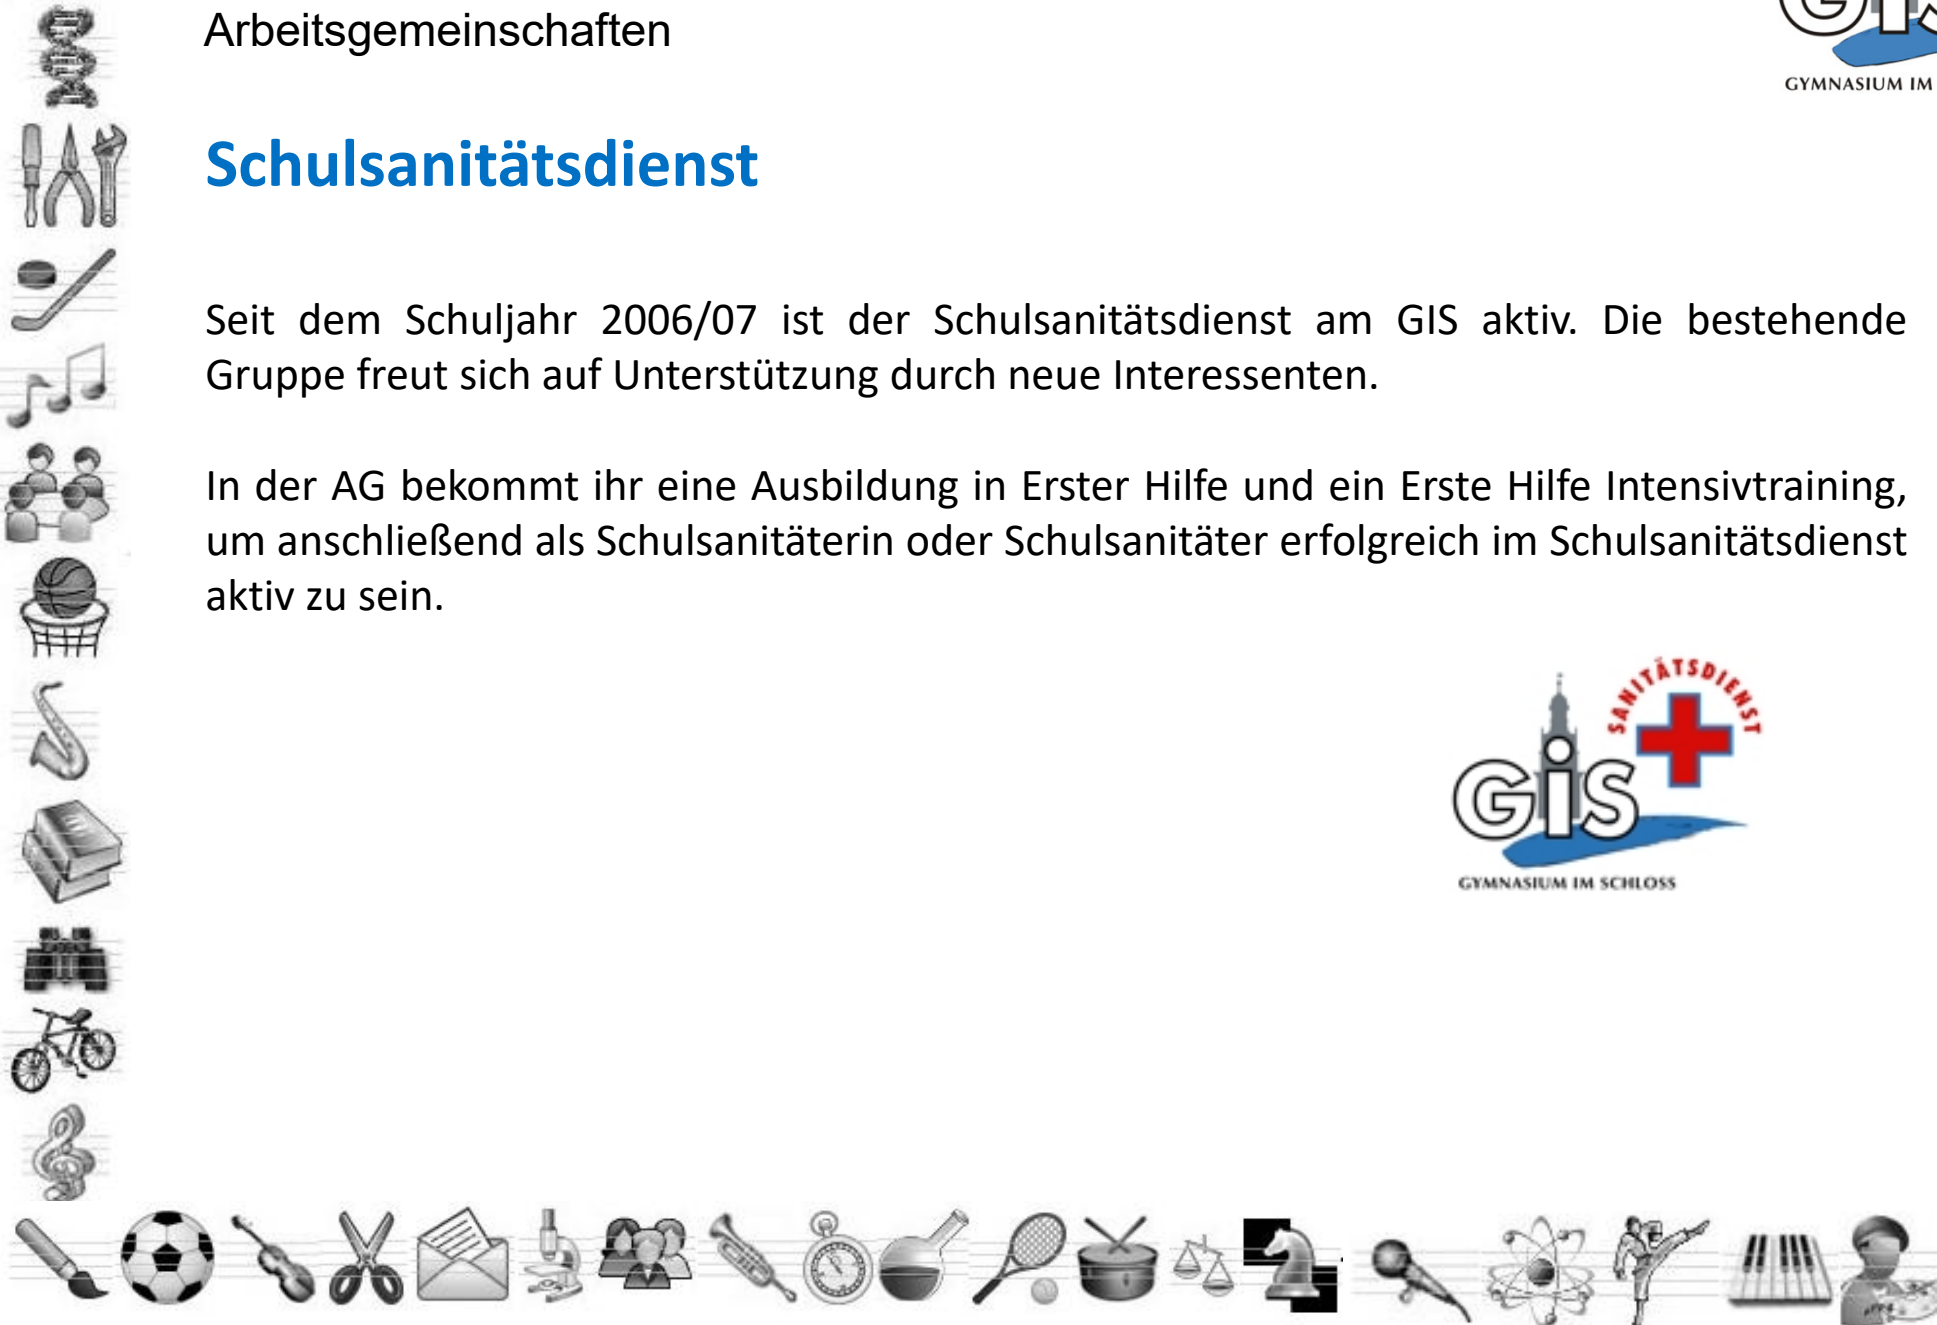 Arbeitsgemeinschaften
GiS
GYMNASIUM IM
Schulsanitätsdienst
Seit dem Schuljahr 2006/07 ist der Schulsanitätsdienst am GIS aktiv. Die bestehende
Gruppe freut sich auf Unterstützung durch neue Interessenten.
In der AG bekommt ihr eine Ausbildung in Erster Hilfe und ein Erste Hilfe Intensivtraining,
um anschließend als Schulsanitäterin oder Schulsanitäter erfolgreich im Schulsanitätsdienst
aktiv zu sein.
SANITÄTSDIENST
GiS
GYMNASIUM IM SCHLOSS